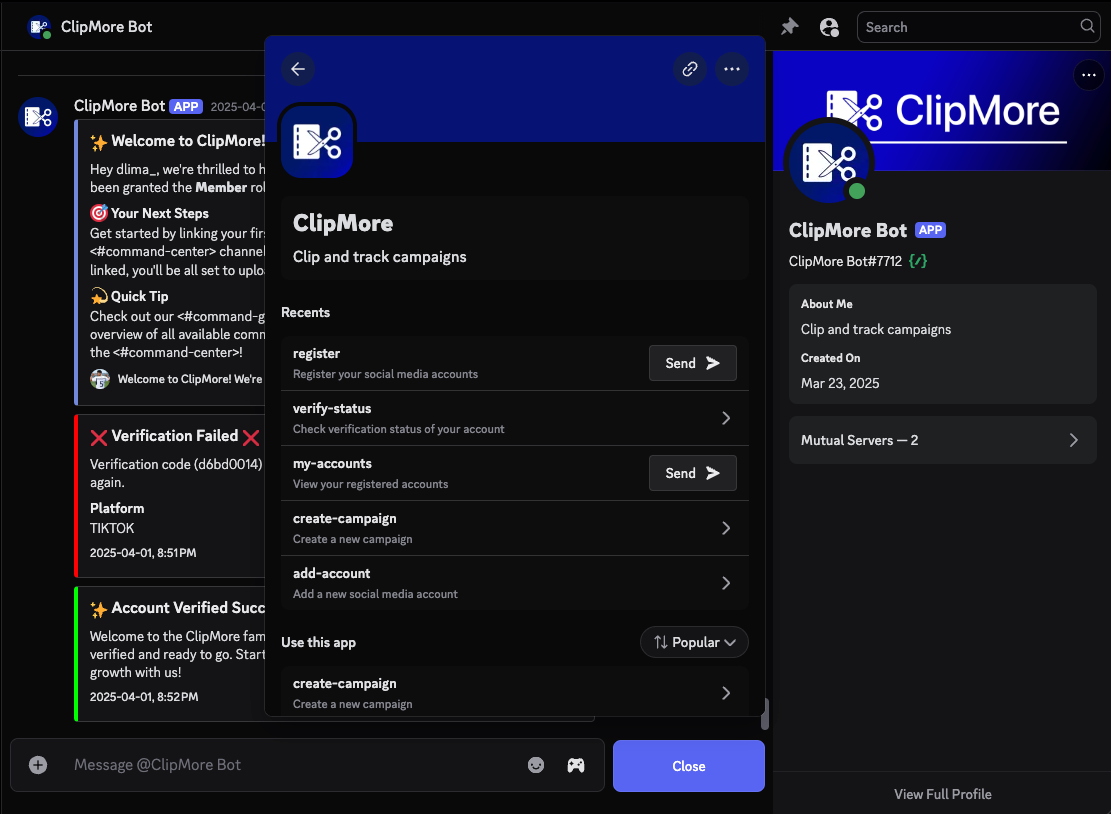 ClipMore Bot
Search
ClipMore Bot APP 2025-04-0
Welcome to ClipMore!
Hey dlima_, we're thrilled to h
been granted the Member rol
Your Next Steps
Get started by linking your firs
<#command-center> channel
linked, you'll be all set to uploa
Quick Tip
Check out our <#command-g
overview of all available comm
the <#command-center>!
Welcome to ClipMore! We're
Verification Failed
Verification code (d6bd0014)
again.
Platform
TIKTOK
2025-04-01, 8:51 PM
Account Verified Succ
Welcome to the ClipMore fam
verified and ready to go. Start
growth with us!
2025-04-01, 8:52 PM
Message @ClipMore Bot
ClipMore
Clip and track campaigns
Recents
register
Register your social media accounts
Send
verify-status
Check verification status of your account
my-accounts
View your registered accounts
Send
create-campaign
Create a new campaign
add-account
Add a new social media account
Use this app
Popular
create-campaign
Create a new campaign
Close
ClipMore
ClipMore Bot APP
ClipMore Bot#7712
About Me
Clip and track campaigns
Created On
Mar 23, 2025
Mutual Servers — 2
View Full Profile